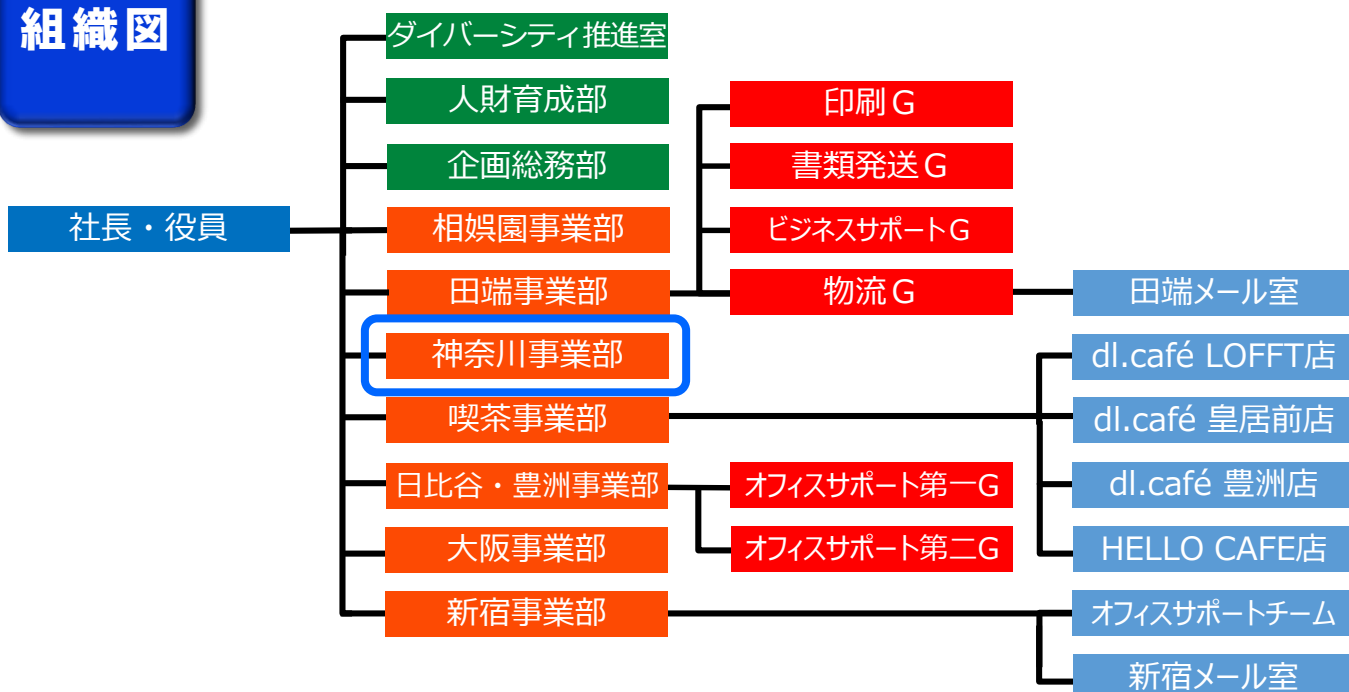 組織図
ダイバーシティ推進室
人財育成部
印刷G
企画総務部
書類発送G
社長・役員
相娯園事業部
ビジネスサポートG
田端事業部
物流G
田端メール室
神奈川事業部
dl.café LOFFT店
喫茶事業部
dl.café 皇居前店
日比谷・豊洲事業部
オフィスサポート第一G
dl.café 豊洲店
大阪事業部
オフィスサポート第二G
HELLO CAFE店
新宿事業部
オフィスサポートチーム
新宿メール室